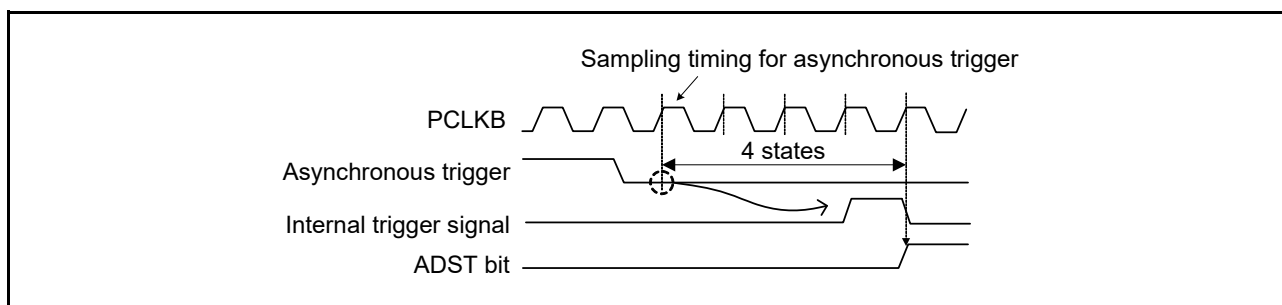 Sampling timing for asynchronous trigger
PCLKB
4 states
Asynchronous trigger
Internal trigger signal
ADST bit